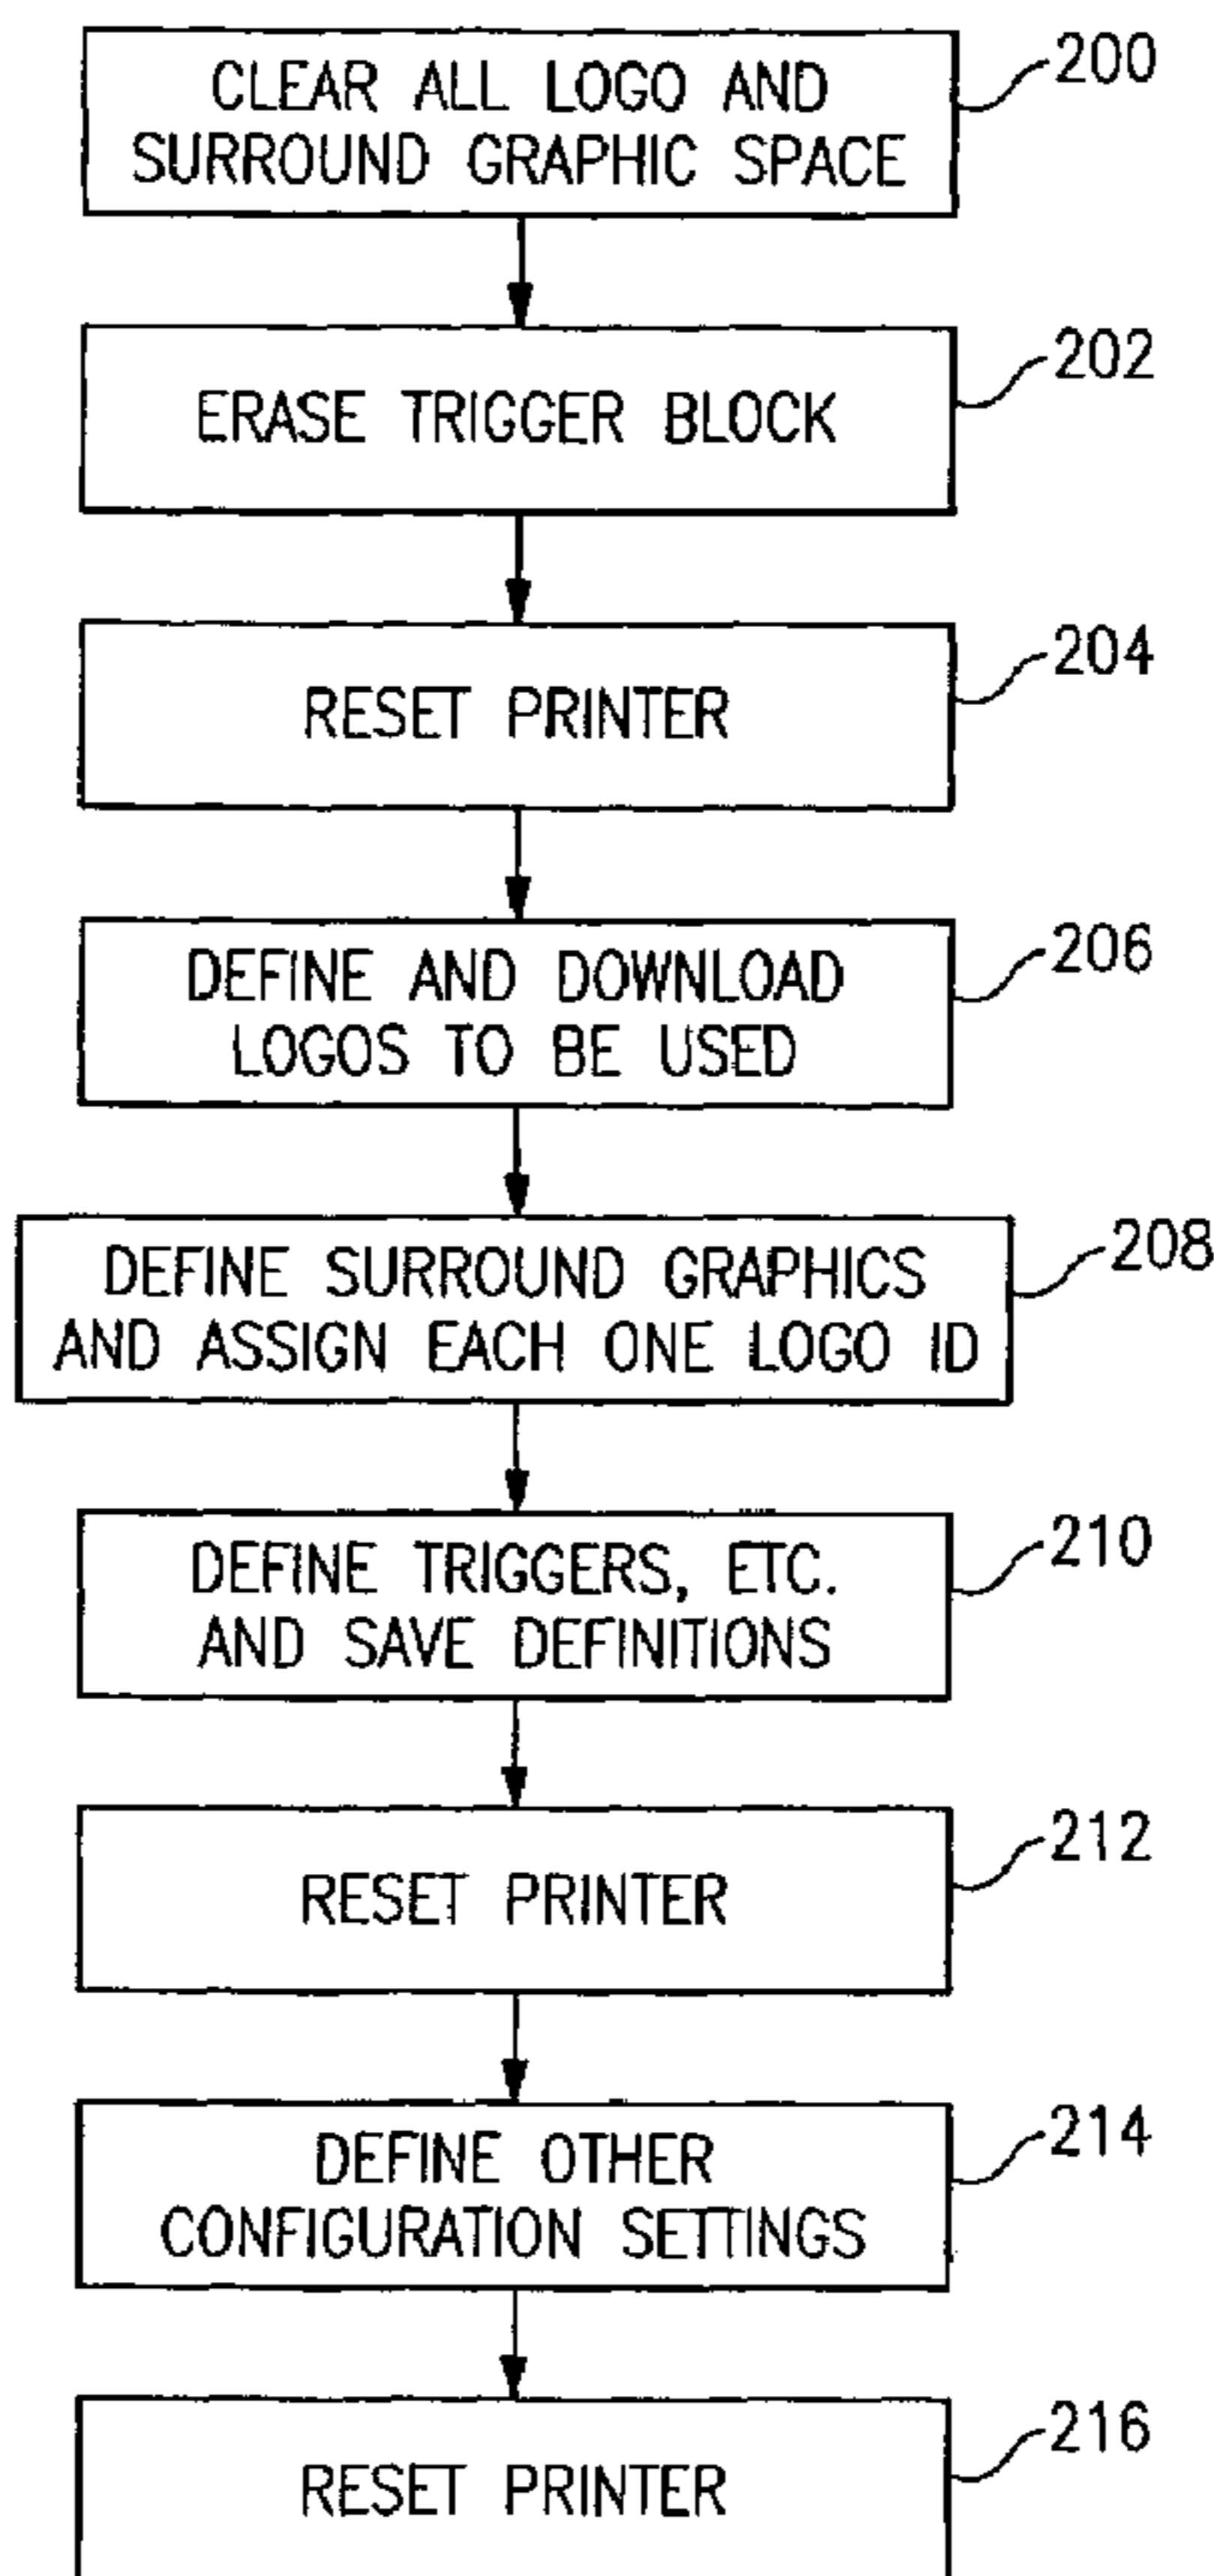 CLEAR ALL LOGO AND
SURROUND GRAPHIC SPACE
200
ERASE TRIGGER BLOCK
202
RESET PRINTER
204
DEFINE AND DOWNLOAD
LOGOS TO BE USED
206
DEFINE SURROUND GRAPHICS
AND ASSIGN EACH ONE LOGO ID
208
DEFINE TRIGGERS, ETC.
AND SAVE DEFINITIONS
210
RESET PRINTER
212
DEFINE OTHER
CONFIGURATION SETTINGS
214
RESET PRINTER
216